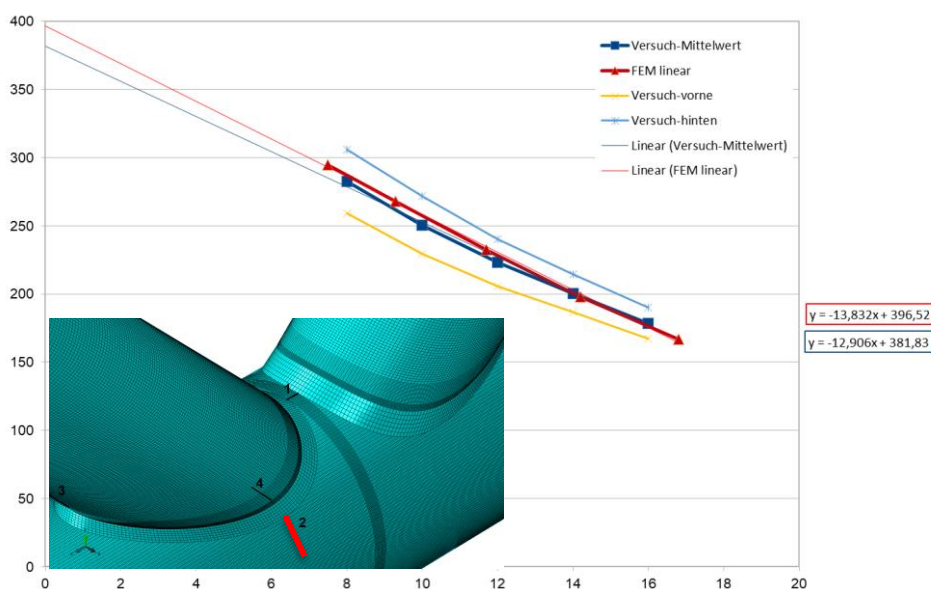 400
350
300
250
200
150
100
50
0
0 2 4 6 8 10 12 14 16 18 20
Versuch-Mittelwert
FEM linear
Versuch-vorne
Versuch-hinten
Linear (Versuch-Mittelwert)
Linear (FEM linear)
y = -13,832x + 396,52
y = -12,906x + 381,83
1
3
4
2